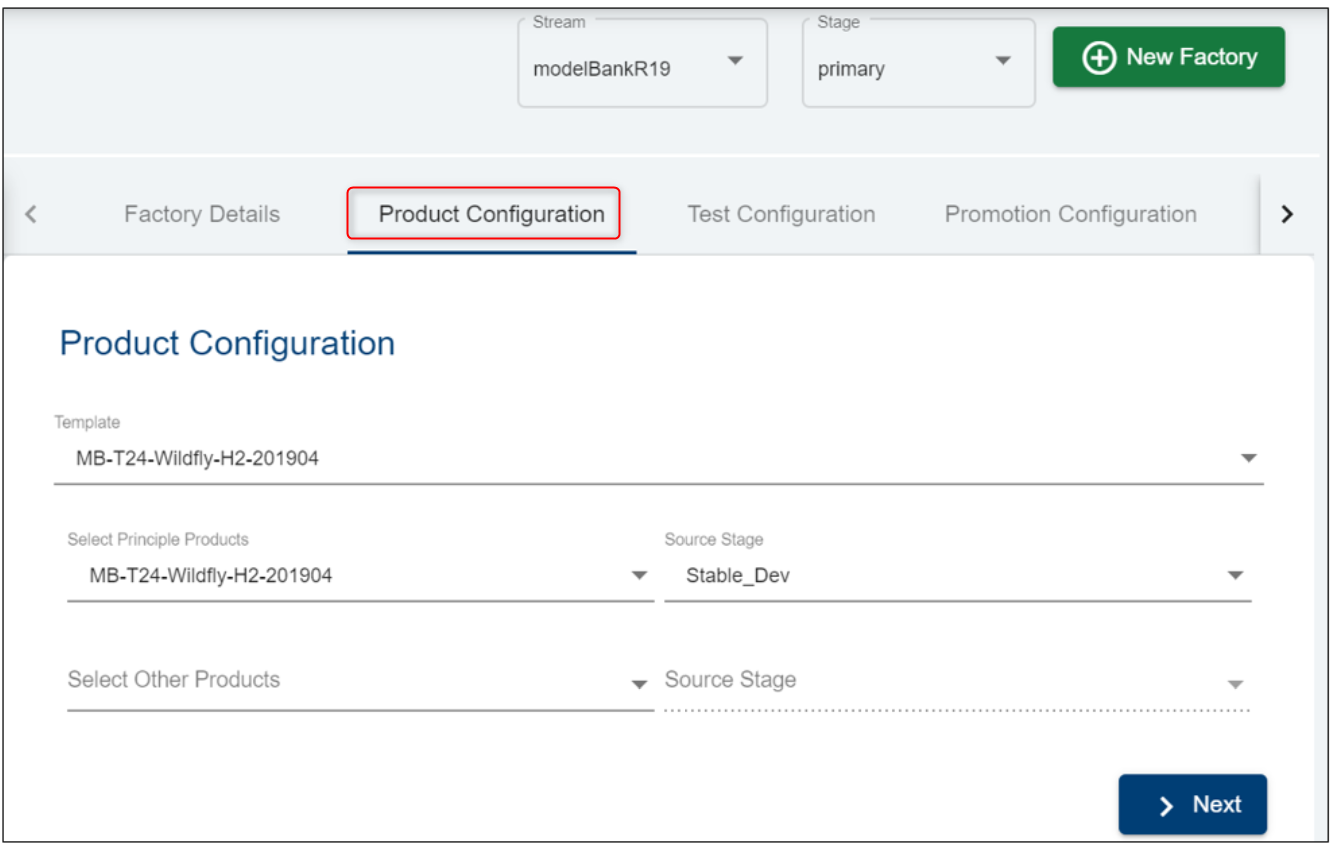 Stream
Stage
modelBankR19
primary
New Factory
Factory Details
Product Configuration
Test Configuration
Promotion Configuration
Product Configuration
Template
MB-T24-Wildfly-H2-201904
Select Principle Products
Source Stage
MB-T24-Wildfly-H2-201904
Stable_Dev
Select Other Products
Source Stage
Next